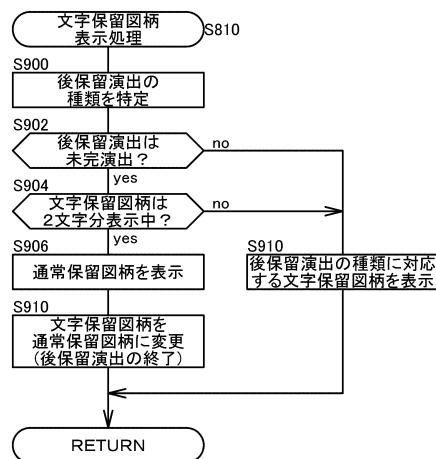 文字保留図柄
表示処理
S810
S900
後保留演出の
種類を特定
S902
後保留演出は
未完演出？
no
yes
S904
文字保留図柄は
2文字分表示中？
no
yes
S906
通常保留図柄を表示
S910
後保留演出の種類に対応
する文字保留図柄を表示
S910
文字保留図柄を
通常保留図柄に変更
(後保留演出の終了)
RETURN